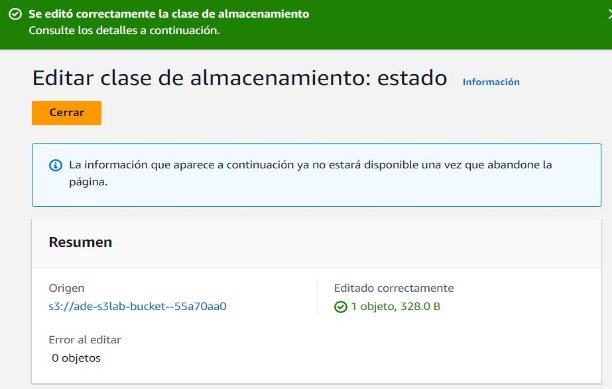 Se editó correctamente la clase de almacenamiento
Consulte los detalles a continuación.
Editar clase de almacenamiento: estado Información
Cerrar
La información que aparece a continuación ya no estará disponible una vez que abandone la
página.
Resumen
Origen
s3://ade-s3lab-bucket--55a70aa0
Editado correctamente
1 objeto, 328.0 B
Error al editar
0 objetos